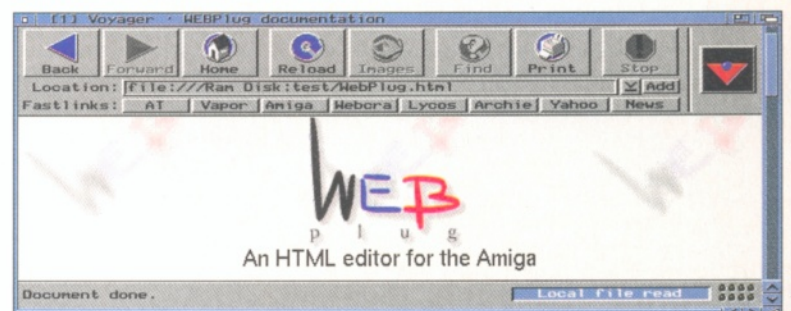 [1] Voyager · WEBPlug documentation
Back Forward Home Reload Images Find Print Stop
Location: file:///Ram Disk:test/WebPlug.html Add
Fastlinks: AT Vapor Amiga Webcra Lycos Archie Yahoo News
WEB
plug
An HTML editor for the Amiga
Document done. Local file read